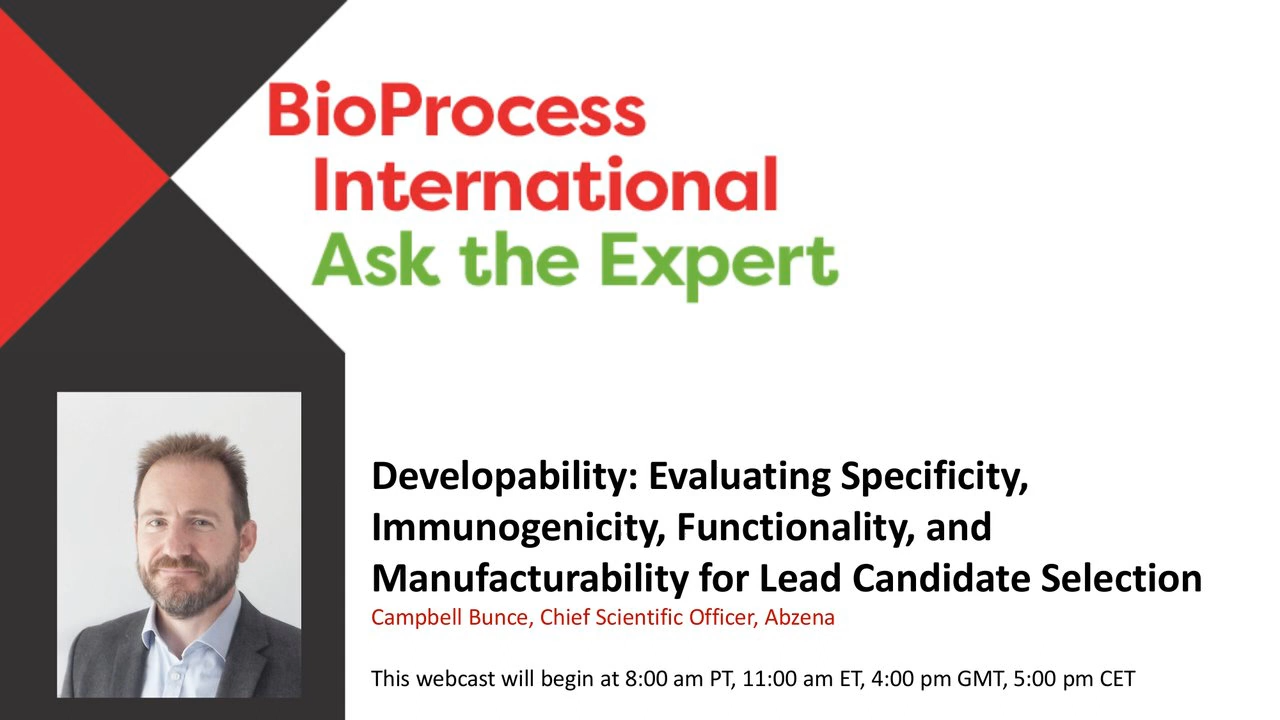 BioProcess
International
Ask the Expert
Developability: Evaluating Specificity,
Immunogenicity, Functionality, and
Manufacturability for Lead Candidate Selection
Campbell Bunce, Chief Scientific Officer, Abzena
This webcast will begin at 8:00 am PT, 11:00 am ET, 4:00 pm GMT, 5:00 pm CET